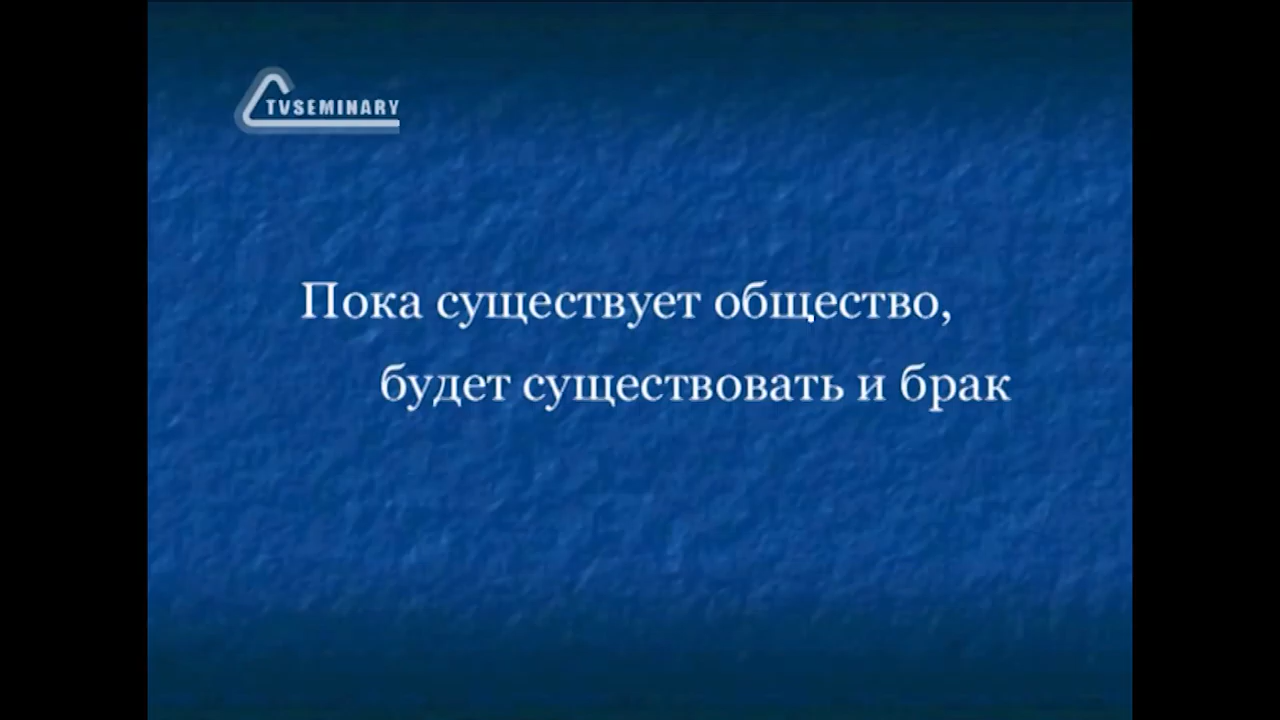 TVSEMINARY
Пока существует общество,
будет существовать и брак